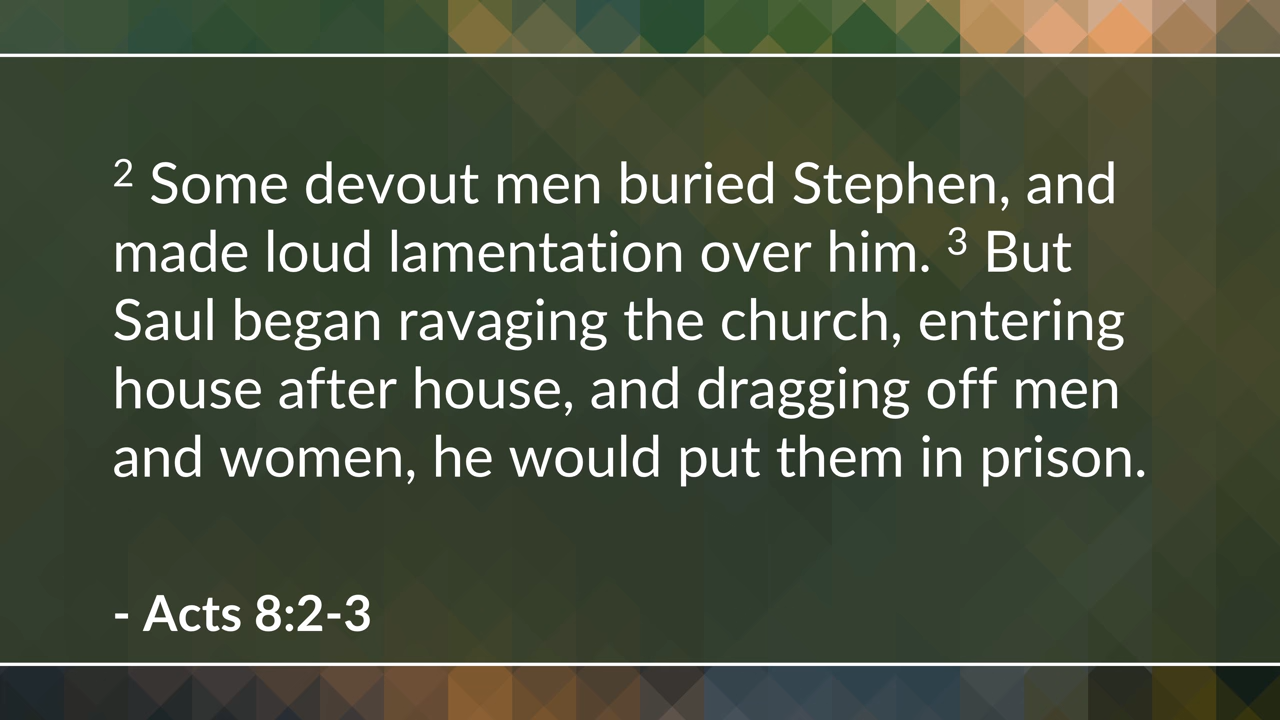 2 Some devout men buried Stephen, and
made loud lamentation over him. 3 But
Saul began ravaging the church, entering
house after house, and dragging off men
and women, he would put them in prison.
- Acts 8:2-3